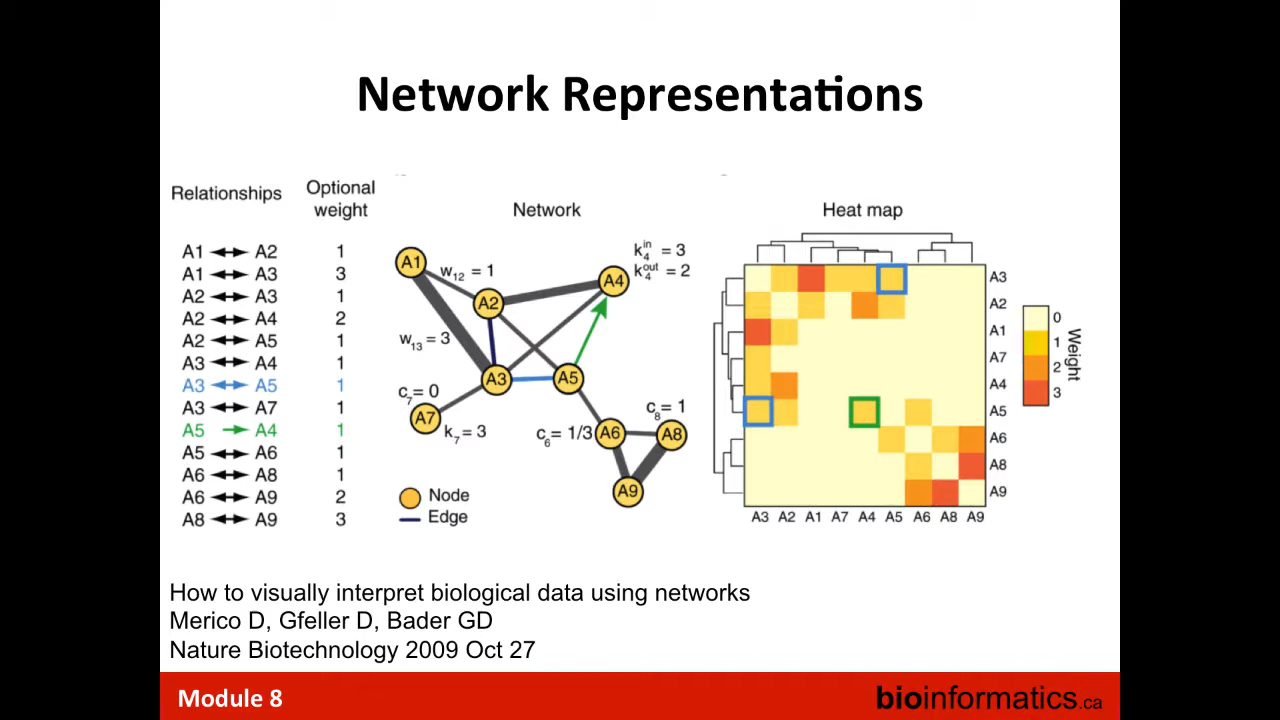 Network Representations
Relationships
Optional
weight
A1 ↔ A2 1
A1 ↔ A3 3
A2 ↔ A3 1
A2 ↔ A4 2
A2 ↔ A5 1
A3 ↔ A4 1
A3 ↔ A5 1
A3 ↔ A7 1
A5 → A4 1
A5 ↔ A6 1
A6 ↔ A8 1
A6 ↔ A9 2
A8 ↔ A9 3
Network
A1
w12 = 1
k4^in = 3
k4^out = 2
A4
A2
w13 = 3
A3
A5
c7 = 0
A7
k7 = 3
c8 = 1
c6 = 1/3
A6
A8
A9
Node
Edge
Heat map
A3
A2
A1
A7
A4
A5
A6
A8
A9
A3 A2 A1 A7 A4 A5 A6 A8 A9
0
1
2
3
Weight
How to visually interpret biological data using networks
Merico D, Gfeller D, Bader GD
Nature Biotechnology 2009 Oct 27
Module 8
bioinformatics.ca